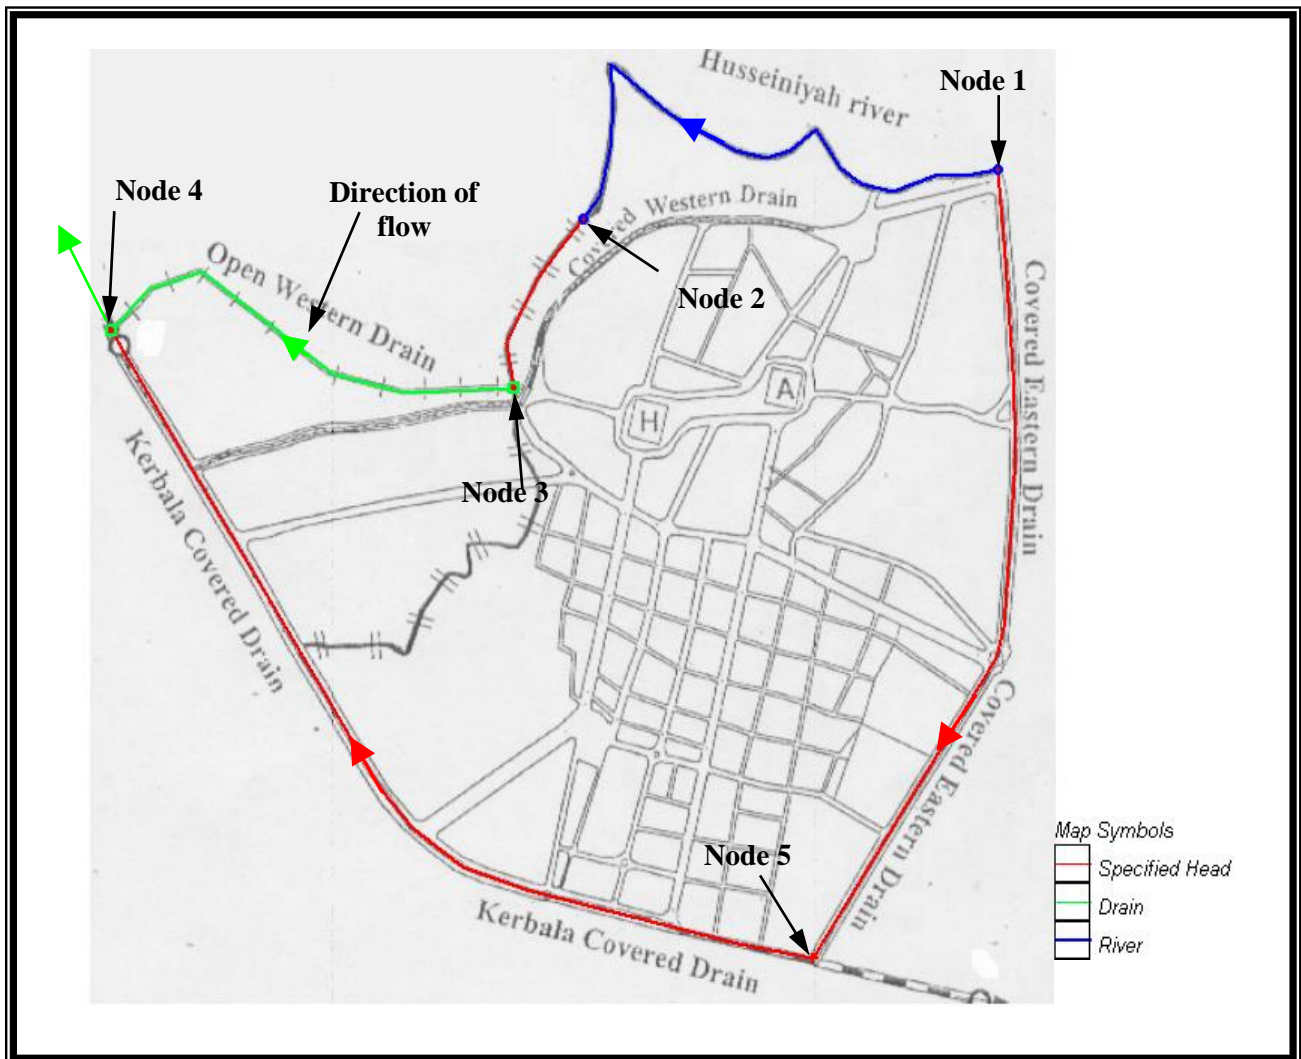 Husseiniyah river
Node 1
Node 4
Direction of
flow
Covered Western Drain
Open Western Drain
Node 2
Covered Eastern Drain
A
H
Node 3
Kerbala Covered Drain
Covered Eastern Drain
Node 5
Kerbala Covered Drain
Map Symbols
Specified Head
Drain
River